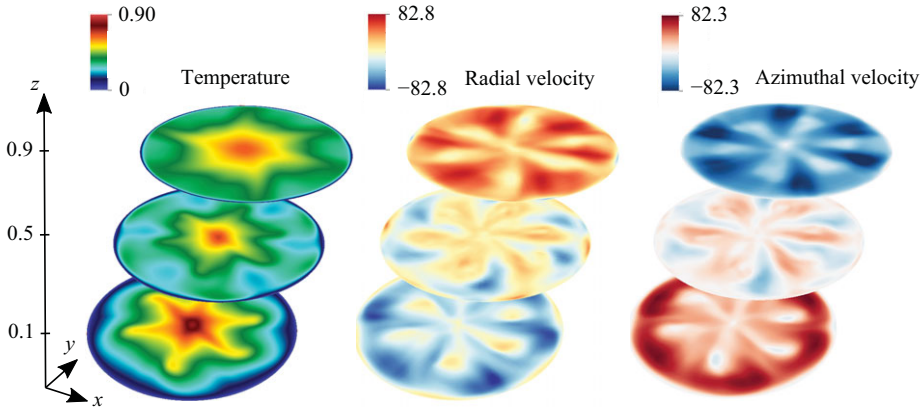 0.90
82.8
82.3
Temperature
Radial velocity
Azimuthal velocity
0
−82.8
−82.3
z
0.9
0.5
0.1
y
x